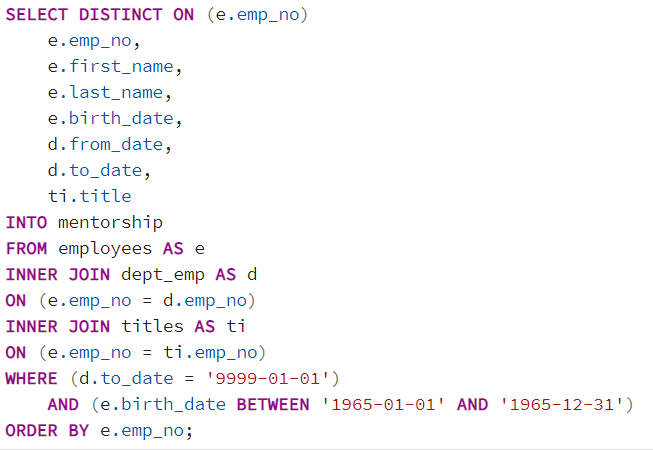 SELECT DISTINCT ON (e.emp_no)
    e.emp_no,
    e.first_name,
    e.last_name,
    e.birth_date,
    d.from_date,
    d.to_date,
    ti.title
INTO mentorship
FROM employees AS e
INNER JOIN dept_emp AS d
ON (e.emp_no = d.emp_no)
INNER JOIN titles AS ti
ON (e.emp_no = ti.emp_no)
WHERE (d.to_date = '9999-01-01')
    AND (e.birth_date BETWEEN '1965-01-01' AND '1965-12-31')
ORDER BY e.emp_no;